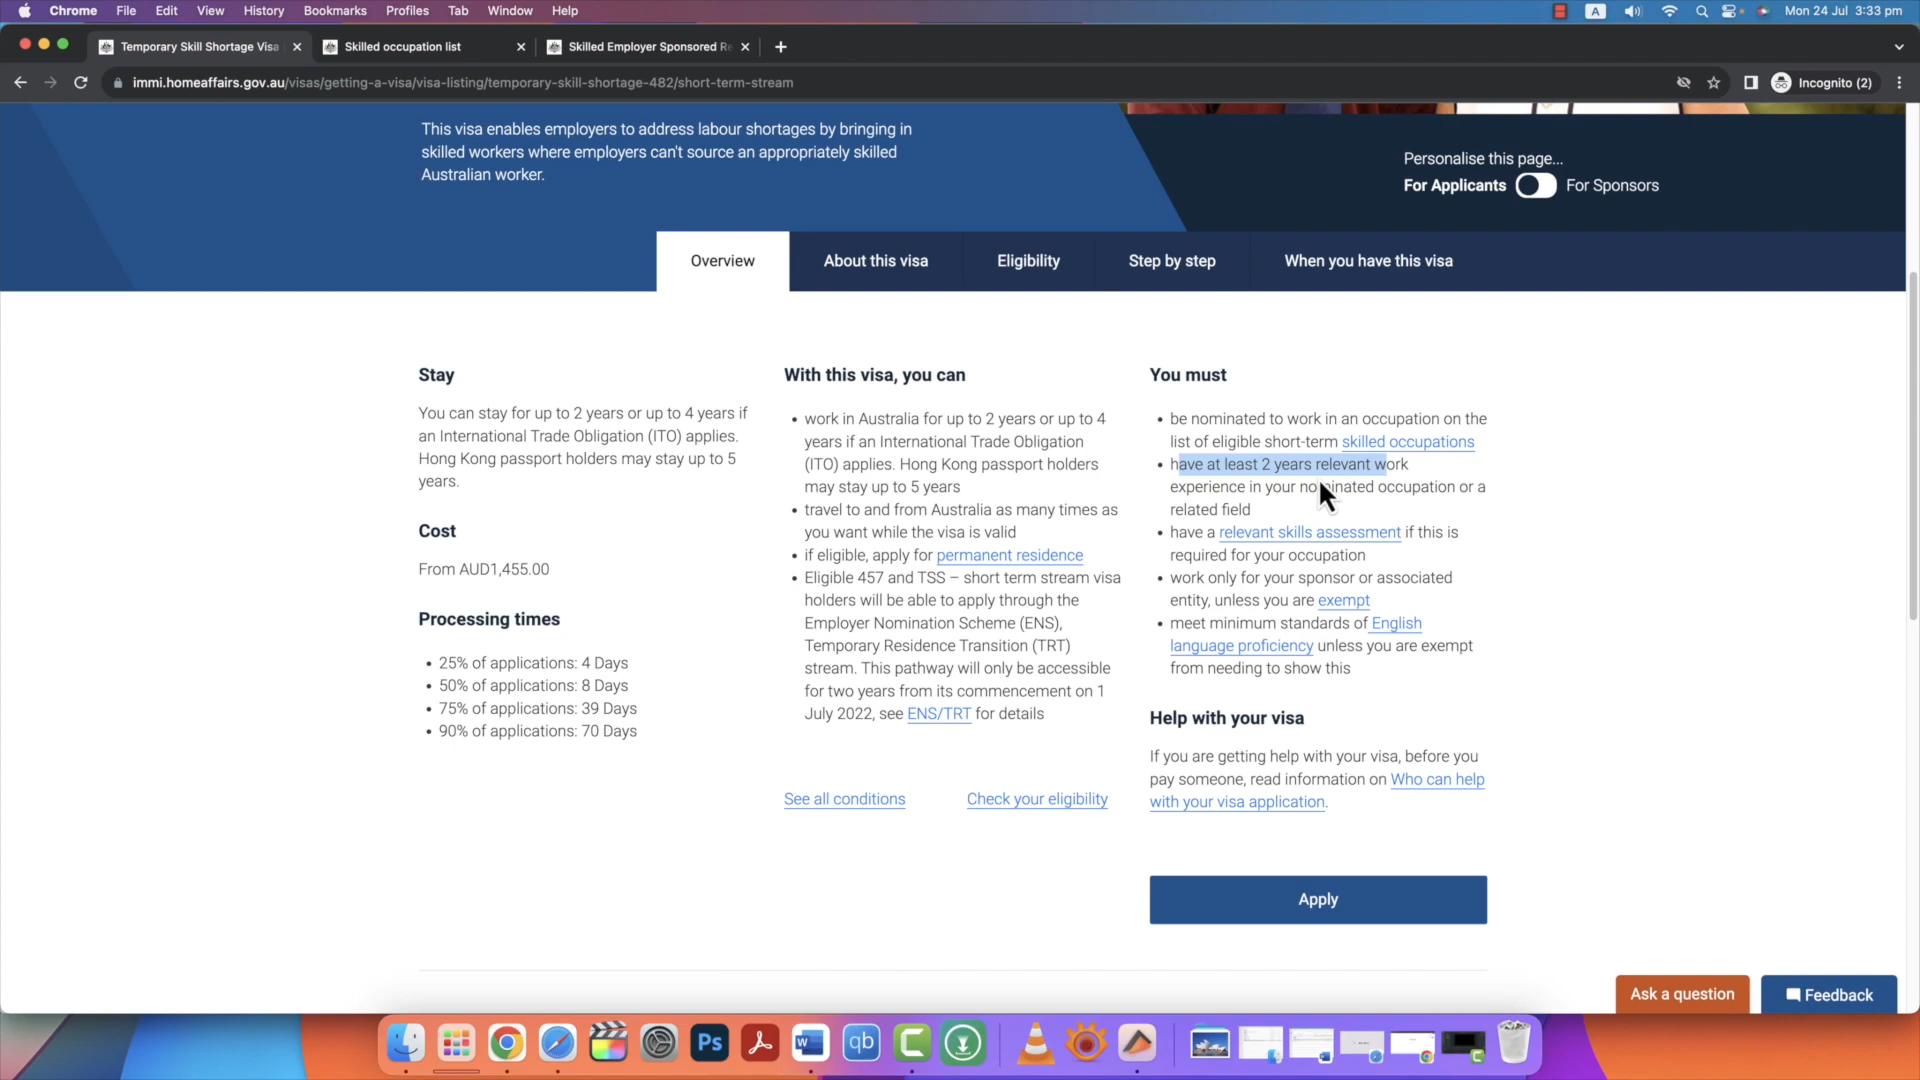 Chrome File Edit View History Bookmarks Profiles Tab Window Help
A
Mon 24 Jul 3:33 pm
Temporary Skill Shortage Visa
Skilled occupation list
Skilled Employer Sponsored Re
immi.homeaffairs.gov.au/visas/getting-a-visa/visa-listing/temporary-skill-shortage-482/short-term-stream
Incognito (2)
This visa enables employers to address labour shortages by bringing in
skilled workers where employers can't source an appropriately skilled
Australian worker.
Personalise this page...
For Applicants For Sponsors
Overview
About this visa
Eligibility
Step by step
When you have this visa
Stay
You can stay for up to 2 years or up to 4 years if
an International Trade Obligation (ITO) applies.
Hong Kong passport holders may stay up to 5
years.
Cost
From AUD1,455.00
Processing times
• 25% of applications: 4 Days
• 50% of applications: 8 Days
• 75% of applications: 39 Days
• 90% of applications: 70 Days
With this visa, you can
• work in Australia for up to 2 years or up to 4
years if an International Trade Obligation
(ITO) applies. Hong Kong passport holders
may stay up to 5 years
• travel to and from Australia as many times as
you want while the visa is valid
• if eligible, apply for permanent residence
• Eligible 457 and TSS – short term stream visa
holders will be able to apply through the
Employer Nomination Scheme (ENS),
Temporary Residence Transition (TRT)
stream. This pathway will only be accessible
for two years from its commencement on 1
July 2022, see ENS/TRT for details
See all conditions
Check your eligibility
You must
• be nominated to work in an occupation on the
list of eligible short-term skilled occupations
• have at least 2 years relevant work
experience in your nominated occupation or a
related field
• have a relevant skills assessment if this is
required for your occupation
• work only for your sponsor or associated
entity, unless you are exempt
• meet minimum standards of English
language proficiency unless you are exempt
from needing to show this
Help with your visa
If you are getting help with your visa, before you
pay someone, read information on Who can help
with your visa application.
Apply
Ask a question
Feedback
Ps
W
qb